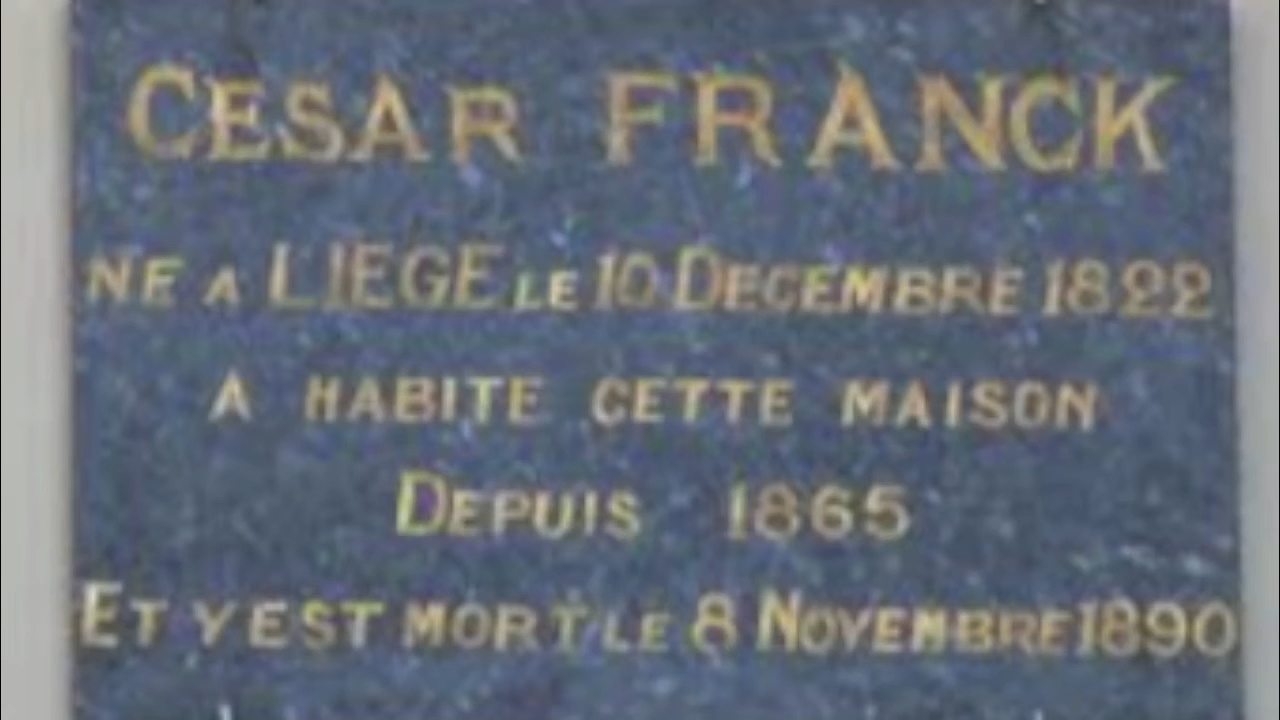 CESAR FRANCK
NE A LIEGE LE 10 DECEMBRE 1822
A HABITE CETTE MAISON
DEPUIS 1865
ET Y EST MORT LE 8 NOVEMBRE 1890